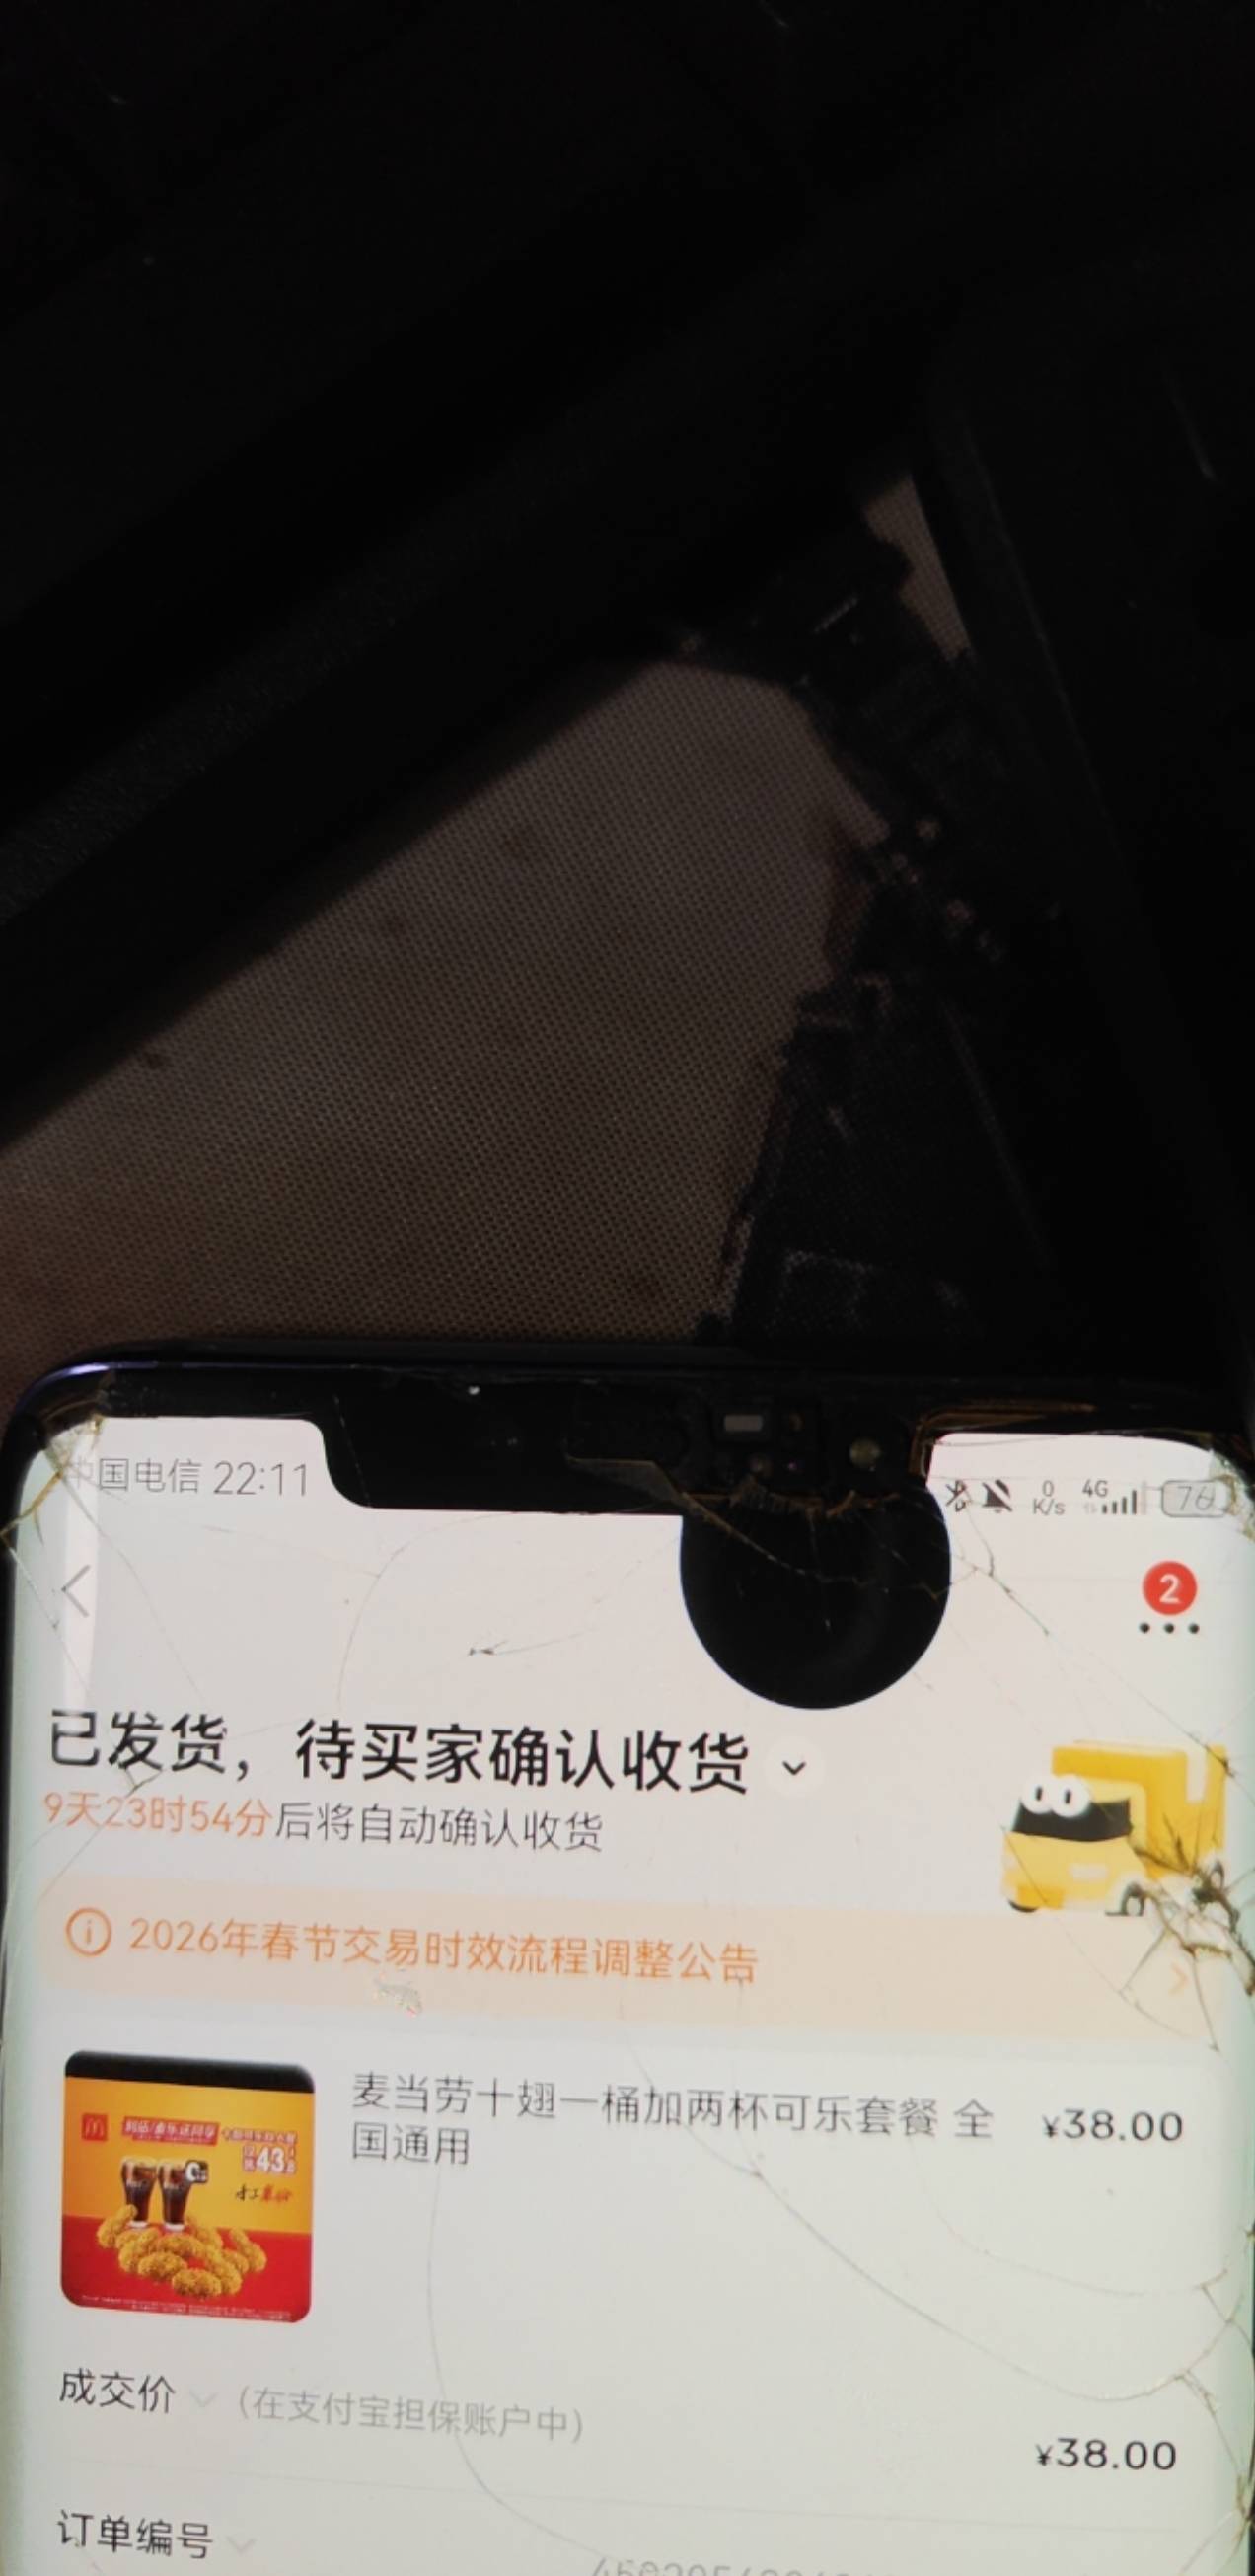 中国电信 22:11
0
K/s
4G
2
已发货，待买家确认收货
9天23时54分后将自动确认收货
2026年春节交易时效流程调整公告
麦当劳十翅一桶加两杯可乐套餐 全
国通用
¥38.00
43
成交价
(在支付宝担保账户中)
¥38.00
订单编号